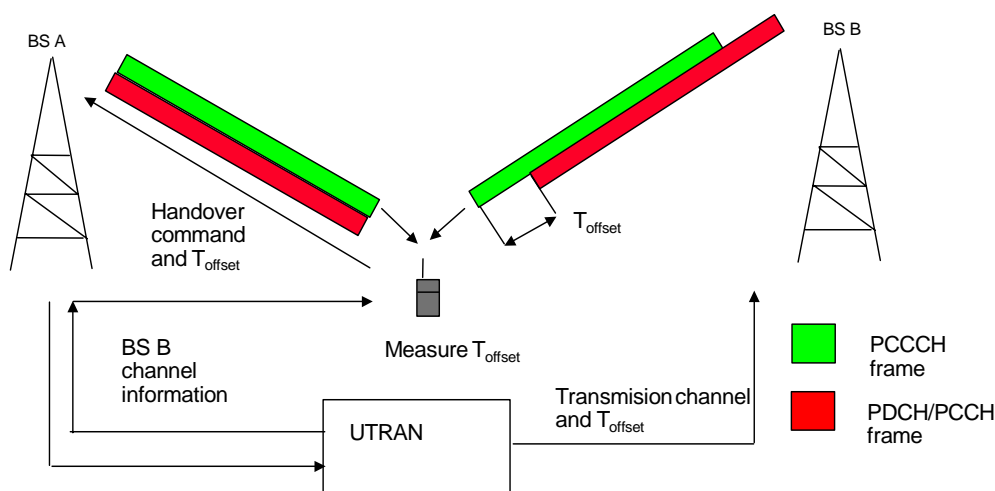 BS A
BS B
Handover
command
and Toffset
Toffset
Measure Toffset
BS B
channel
information
UTRAN
Transmision channel
and Toffset
PCCCH
frame
PDCH/PCCH
frame